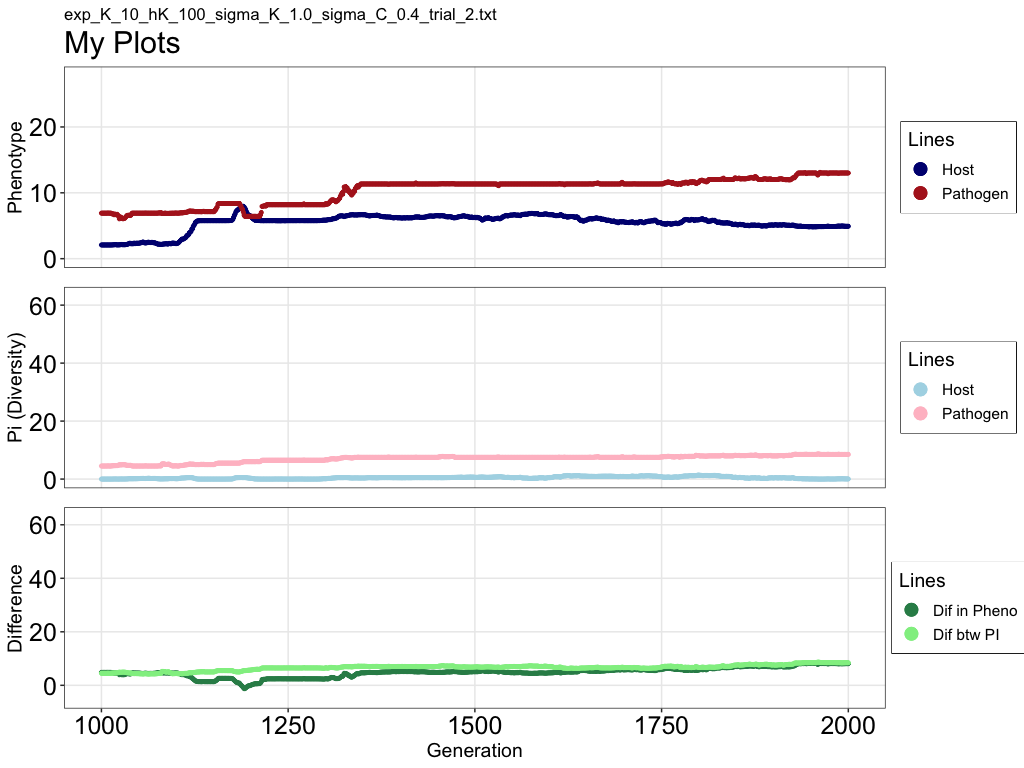 exp_K_10_hK_100_sigma_K_1.0_sigma_C_0.4_trial_2.txt
My Plots
Phenotype
20
10
0
Lines
Host
Pathogen
Pi (Diversity)
60
40
20
0
Lines
Host
Pathogen
Difference
60
40
20
0
Lines
Dif in Pheno
Dif btw PI
1000 1250 1500 1750 2000
Generation